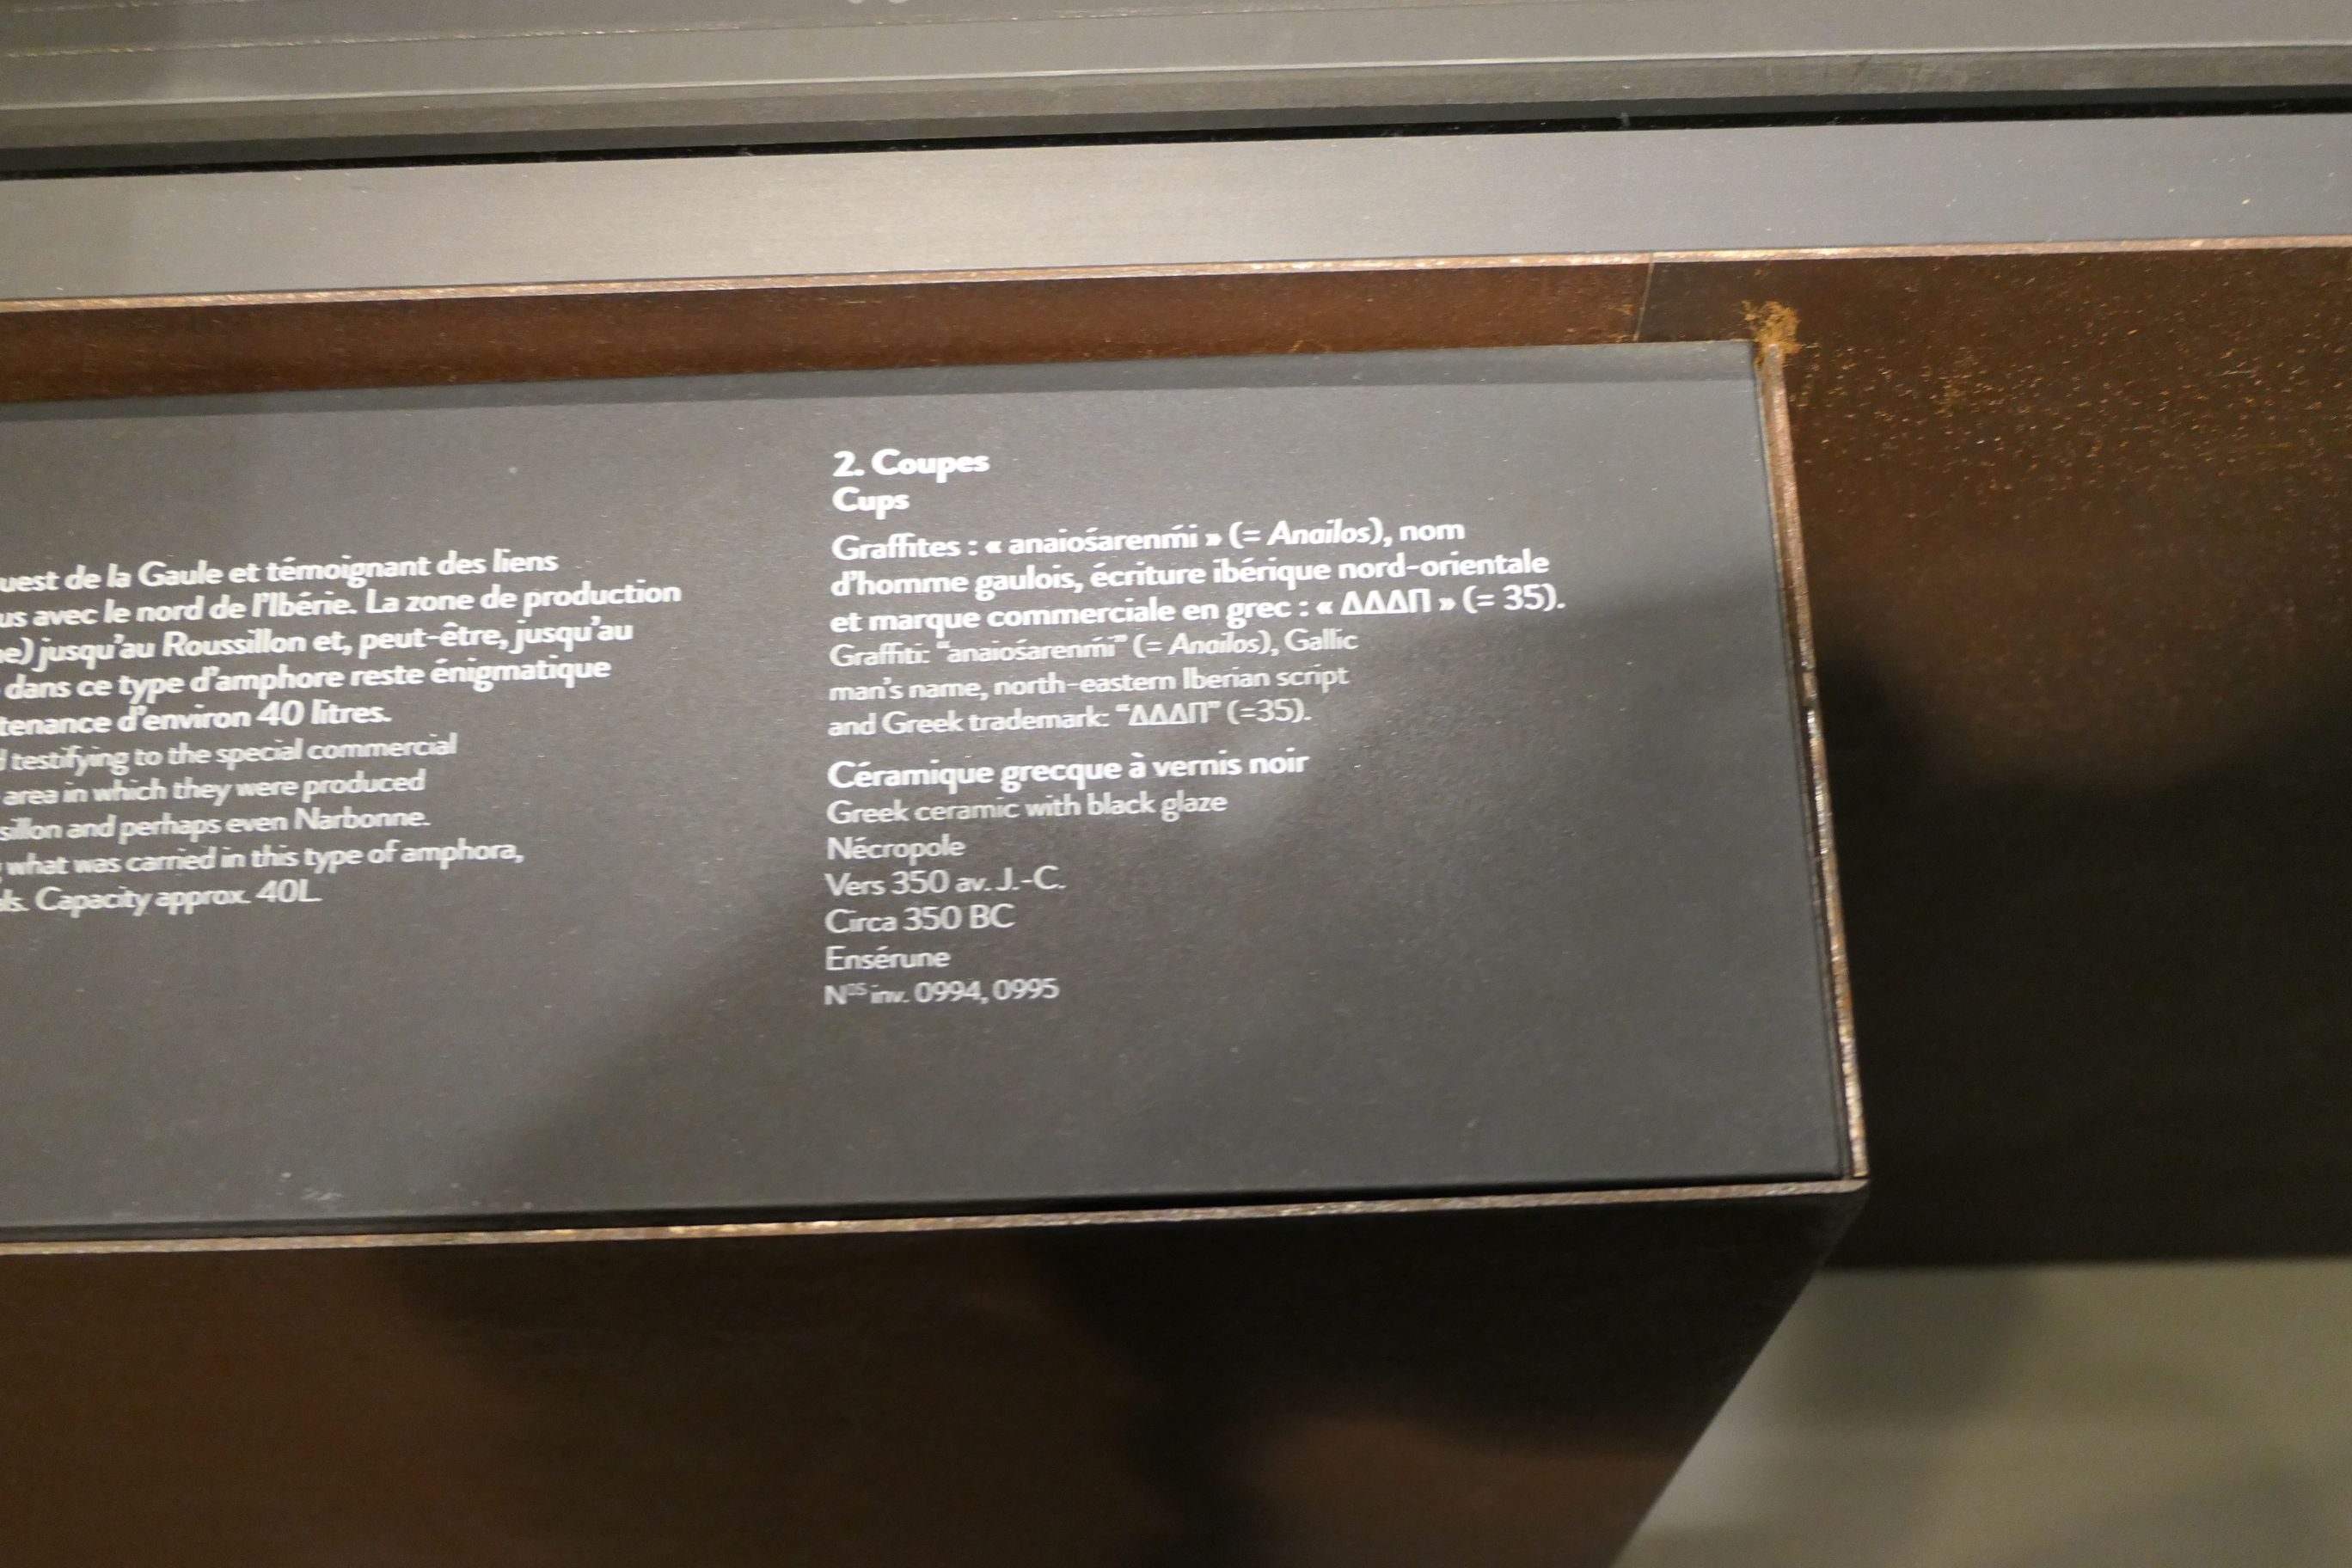 uest de la Gaule et témoignant des liens
us avec le nord de l'Ibérie. La zone de production
ne) jusqu'au Roussillon et, peut-être, jusqu'au
dans ce type d'amphore reste énigmatique
tenance d'environ 40 litres.
d testifying to the special commercial
area in which they were produced
sillon and perhaps even Narbonne.
g what was carried in this type of amphora,
ls. Capacity approx. 40L.
2. Coupes
Cups
Graffites : « anaiośarenḿi » (= Anaïlos), nom
d'homme gaulois, écriture ibérique nord-orientale
et marque commerciale en grec : « ΔΔΔΠ » (= 35).
Graffiti: “anaiośarenḿi” (= Anaïlos), Gallic
man's name, north-eastern Iberian script
and Greek trademark: “ΔΔΔΠ” (=35).
Céramique grecque à vernis noir
Greek ceramic with black glaze
Nécropole
Vers 350 av. J.-C.
Circa 350 BC
Ensérune
Nos inv. 0994, 0995